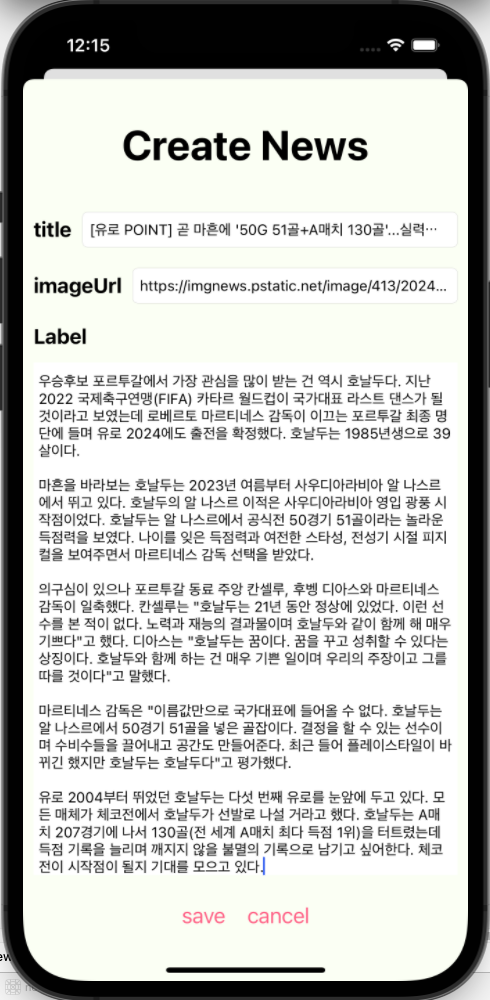 12:15
Create News
title [유로 POINT] 곧 마흔에 '50G 51골+A매치 130골'...실력…
imageUrl https://imgnews.pstatic.net/image/413/2024...
Label
우승후보 포르투갈에서 가장 관심을 많이 받는 건 역시 호날두다. 지난
2022 국제축구연맹(FIFA) 카타르 월드컵이 국가대표 라스트 댄스가 될
것이라고 보였는데 로베르토 마르티네스 감독이 이끄는 포르투갈 최종 명
단에 들며 유로 2024에도 출전을 확정했다. 호날두는 1985년생으로 39
살이다.
마흔을 바라보는 호날두는 2023년 여름부터 사우디아라비아 알 나스르
에서 뛰고 있다. 호날두의 알 나스르 이적은 사우디아라비아 영입 광풍 시
작점이었다. 호날두는 알 나스르에서 공식전 50경기 51골이라는 놀라운
득점력을 보였다. 나이를 잊은 득점력과 여전한 스타성, 전성기 시절 피지
컬을 보여주면서 마르티네스 감독 선택을 받았다.
의구심이 있으나 포르투갈 동료 주앙 칸셀루, 후벵 디아스와 마르티네스
감독이 일축했다. 칸셀루는 "호날두는 21년 동안 정상에 있었다. 이런 선
수를 본 적이 없다. 노력과 재능의 결과물이며 호날두와 같이 함께 해 매우
기쁘다"고 했다. 디아스는 "호날두는 꿈이다. 꿈을 꾸고 성취할 수 있다는
상징이다. 호날두와 함께 하는 건 매우 기쁜 일이며 우리의 주장이고 그를
따를 것이다"고 말했다.
마르티네스 감독은 "이름값만으로 국가대표에 들어올 수 없다. 호날두는
알 나스르에서 50경기 51골을 넣은 골잡이다. 결정을 할 수 있는 선수이
며 수비수들을 끌어내고 공간도 만들어준다. 최근 들어 플레이스타일이 바
뀌긴 했지만 호날두는 호날두다"고 평가했다.
유로 2004부터 뛰었던 호날두는 다섯 번째 유로를 눈앞에 두고 있다. 모
든 매체가 체코전에서 호날두가 선발로 나설 거라고 했다. 호날두는 A매
치 207경기에 나서 130골(전 세계 A매치 최다 득점 1위)을 터트렸는데
득점 기록을 늘리며 깨지지 않을 불멸의 기록으로 남기고 싶어한다. 체코
전이 시작점이 될지 기대를 모으고 있다.
save cancel